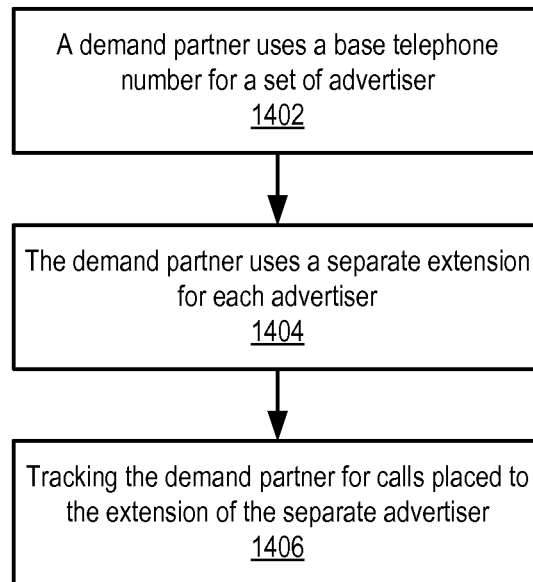 A demand partner uses a base telephone
number for a set of advertiser
1402
The demand partner uses a separate extension
for each advertiser
1404
Tracking the demand partner for calls placed to
the extension of the separate advertiser
1406